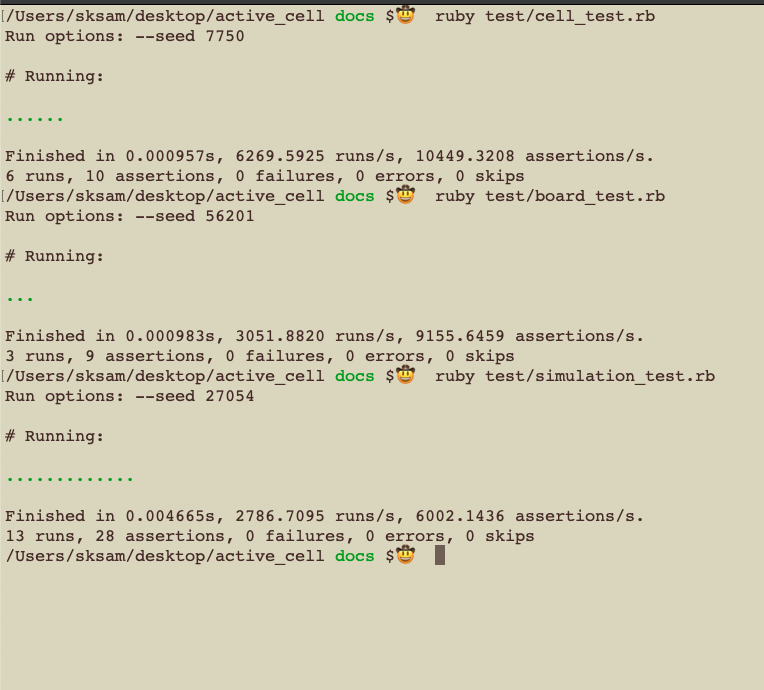 /Users/sksam/desktop/active_cell docs $🤠 ruby test/cell_test.rb
Run options: --seed 7750
# Running:
......
Finished in 0.000957s, 6269.5925 runs/s, 10449.3208 assertions/s.
6 runs, 10 assertions, 0 failures, 0 errors, 0 skips
/Users/sksam/desktop/active_cell docs $🤠 ruby test/board_test.rb
Run options: --seed 56201
# Running:
...
Finished in 0.000983s, 3051.8820 runs/s, 9155.6459 assertions/s.
3 runs, 9 assertions, 0 failures, 0 errors, 0 skips
/Users/sksam/desktop/active_cell docs $🤠 ruby test/simulation_test.rb
Run options: --seed 27054
# Running:
.............
Finished in 0.004665s, 2786.7095 runs/s, 6002.1436 assertions/s.
13 runs, 28 assertions, 0 failures, 0 errors, 0 skips
/Users/sksam/desktop/active_cell docs $🤠